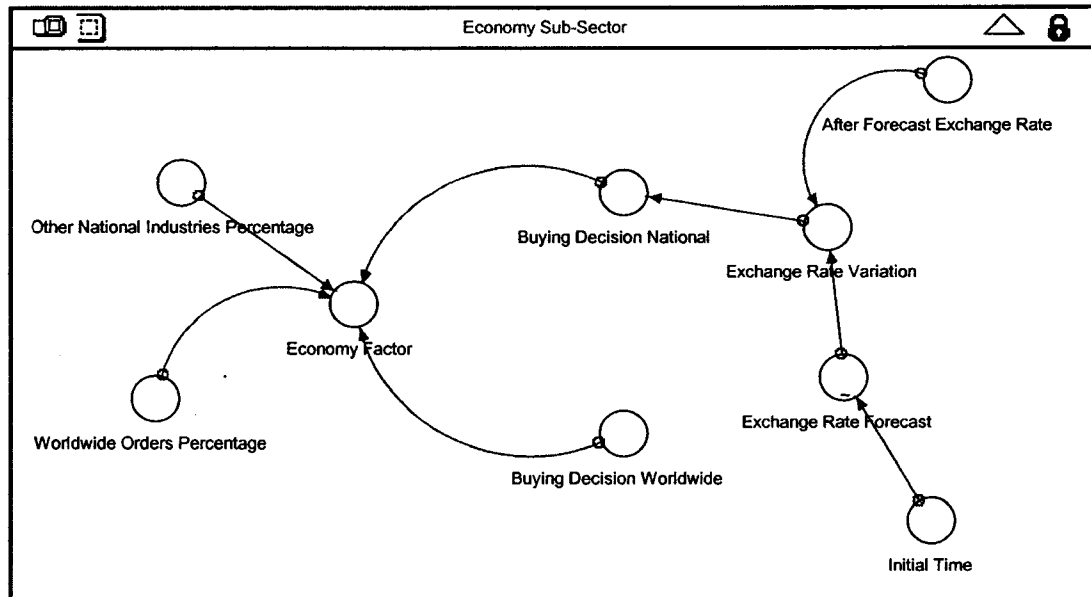 Economy Sub-Sector
After Forecast Exchange Rate
Other National Industries Percentage
Buying Decision National
Exchange Rate Variation
Economy Factor
Exchange Rate Forecast
Worldwide Orders Percentage
Buying Decision Worldwide
Initial Time